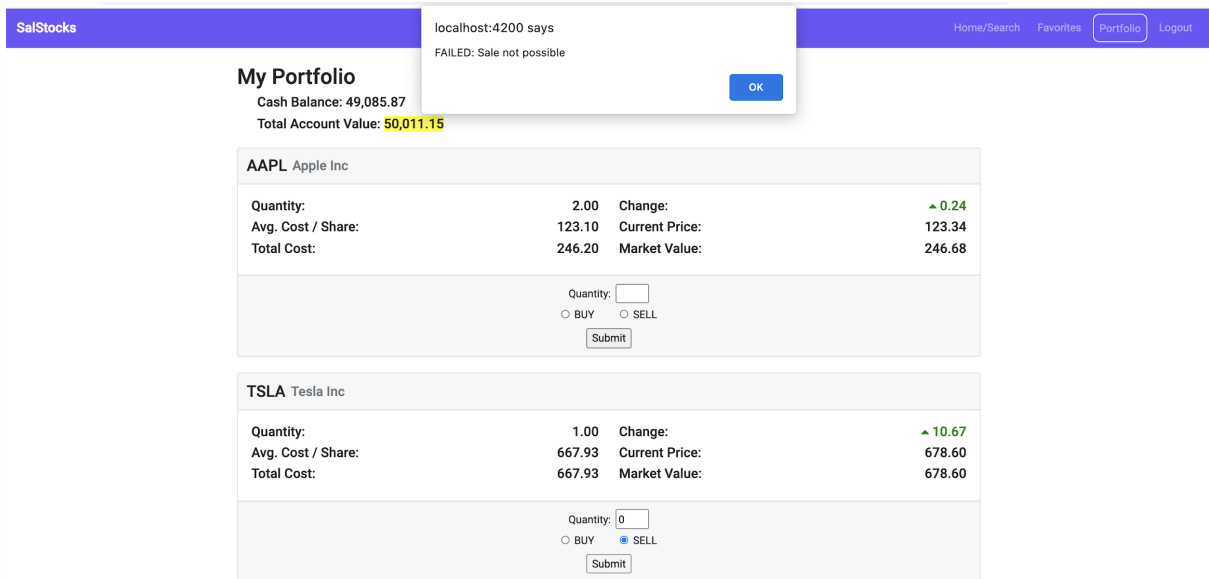 SalStocks
Home/Search Favorites Portfolio Logout
localhost:4200 says
FAILED: Sale not possible
OK
My Portfolio
Cash Balance: 49,085.87
Total Account Value: 50,011.15
AAPL Apple Inc
Quantity: 2.00 Change: 0.24
Avg. Cost / Share: 123.10 Current Price: 123.34
Total Cost: 246.20 Market Value: 246.68
Quantity:
BUY SELL
Submit
TSLA Tesla Inc
Quantity: 1.00 Change: 10.67
Avg. Cost / Share: 667.93 Current Price: 678.60
Total Cost: 667.93 Market Value: 678.60
Quantity: 0
BUY SELL
Submit